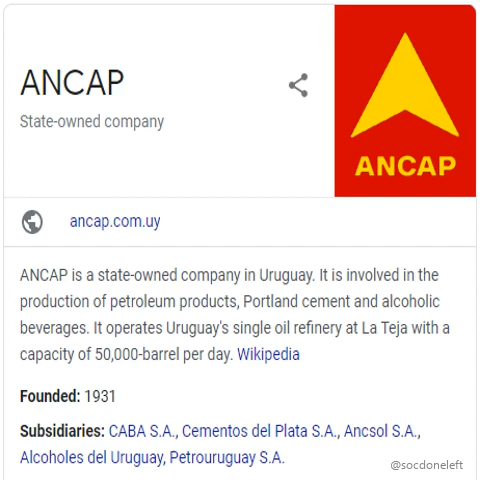 ANCAP
State-owned company
ANCAP
ancap.com.uy
ANCAP is a state-owned company in Uruguay. It is involved in the
production of petroleum products, Portland cement and alcoholic
beverages. It operates Uruguay's single oil refinery at La Teja with a
capacity of 50,000-barrel per day. Wikipedia
Founded: 1931
Subsidiaries: CABA S.A., Cementos del Plata S.A., Ancsol S.A.,
Alcoholes del Uruguay, Petrouruguay S.A.
@socdoneleft